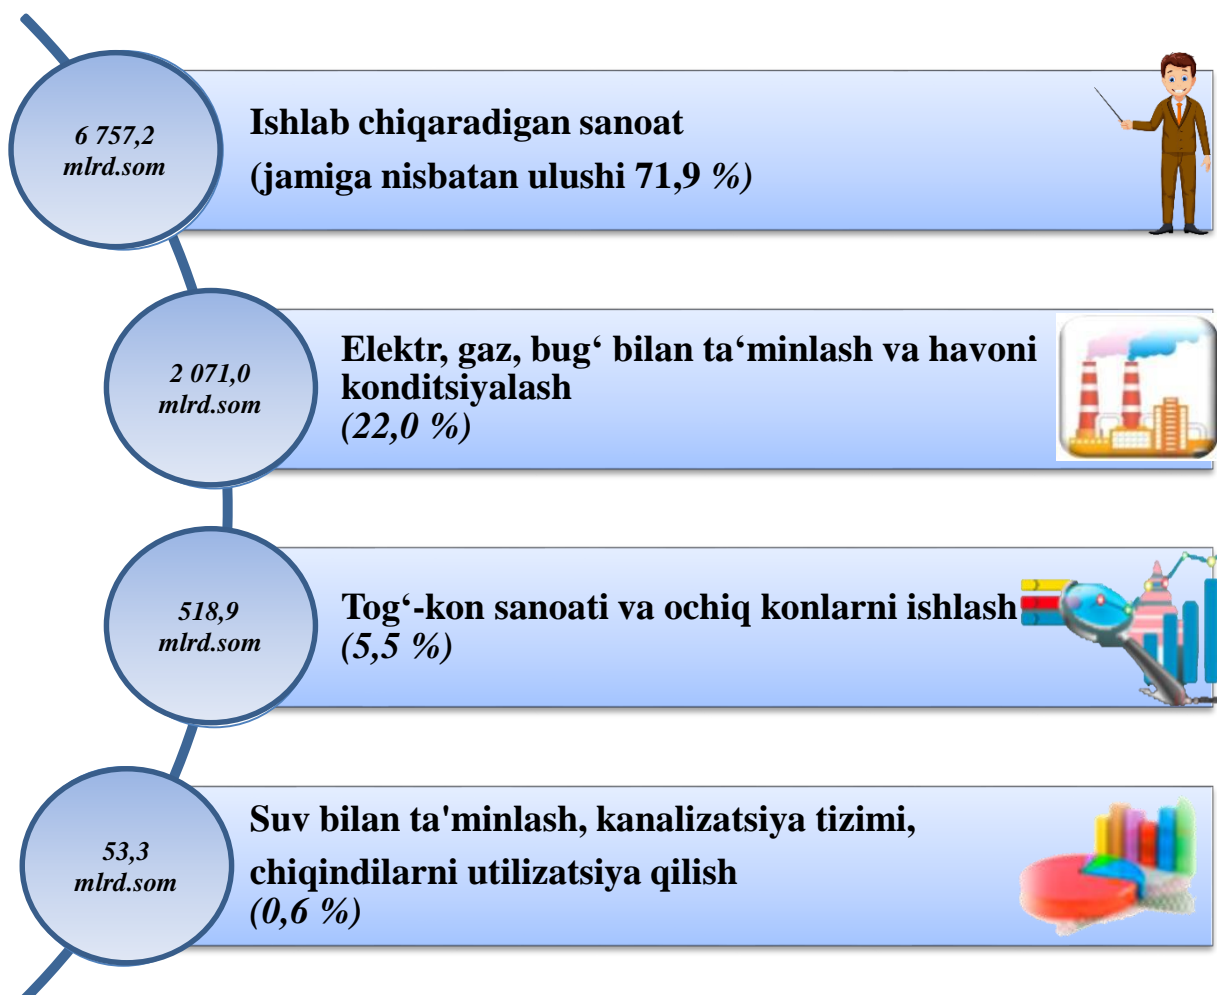 6 757,2
mlrd.som
Ishlab chiqaradigan sanoat
(jamiga nisbatan ulushi 71,9 %)
2 071,0
mlrd.som
Elektr, gaz, bug‘ bilan ta‘minlash va havoni
konditsiyalash
(22,0 %)
518,9
mlrd.som
Tog‘-kon sanoati va ochiq konlarni ishlash
(5,5 %)
53,3
mlrd.som
Suv bilan ta'minlash, kanalizatsiya tizimi,
chiqindilarni utilizatsiya qilish
(0,6 %)